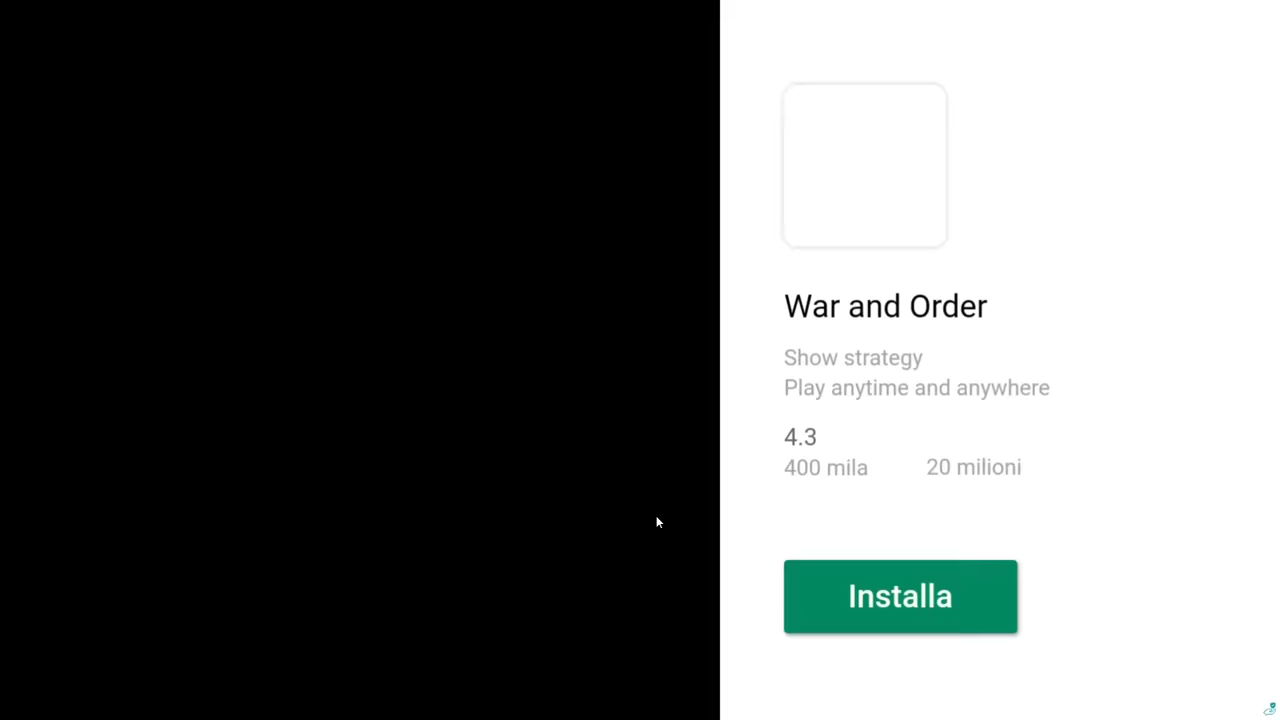 War and Order
Show strategy
Play anytime and anywhere
4.3
400 mila 20 milioni
Installa